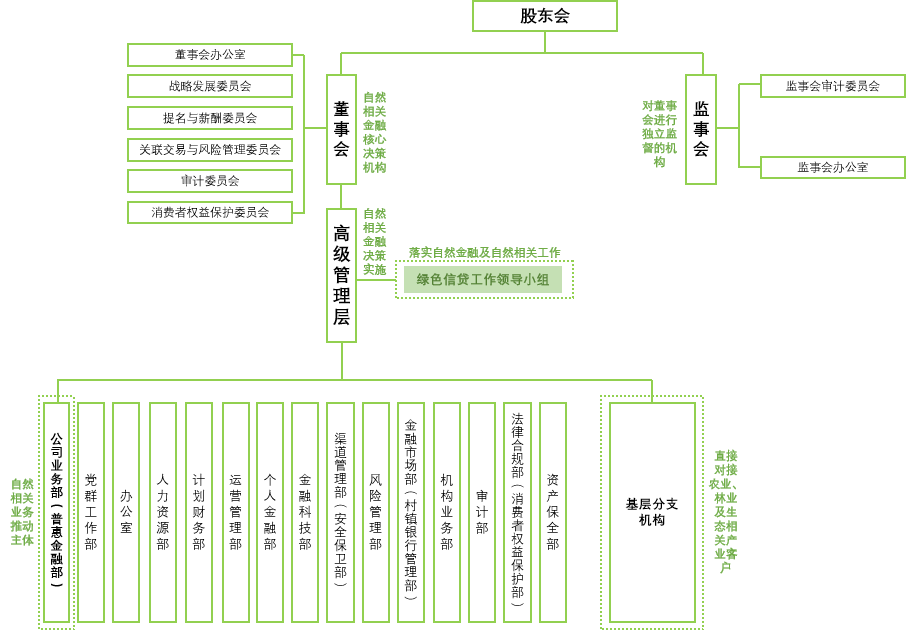 股东会
董事会办公室
战略发展委员会
提名与薪酬委员会
关联交易与风险管理委员会
审计委员会
消费者权益保护委员会
董事会
自然
相关
金融
核心
决策
机构
对董事
会进行
独立监
督的机
构
监事会
监事会审计委员会
监事会办公室
高级管理层
自然
相关
金融
决策
实施
落实自然金融及自然相关工作
绿色信贷工作领导小组
自然
相关
业务
推动
主体
公司业务部(普惠金融部)
党群工作部
办公室
人力资源部
计划财务部
运营管理部
个人金融部
金融科技部
渠道管理部(安全保卫部)
风险管理部
金融市场部(村镇银行管理部)
机构业务部
审计部
法律合规部(消费者权益保护部)
资产保全部
基层分支
机构
直接
对接
农业、
林业
及生
态相
关产
业客
户